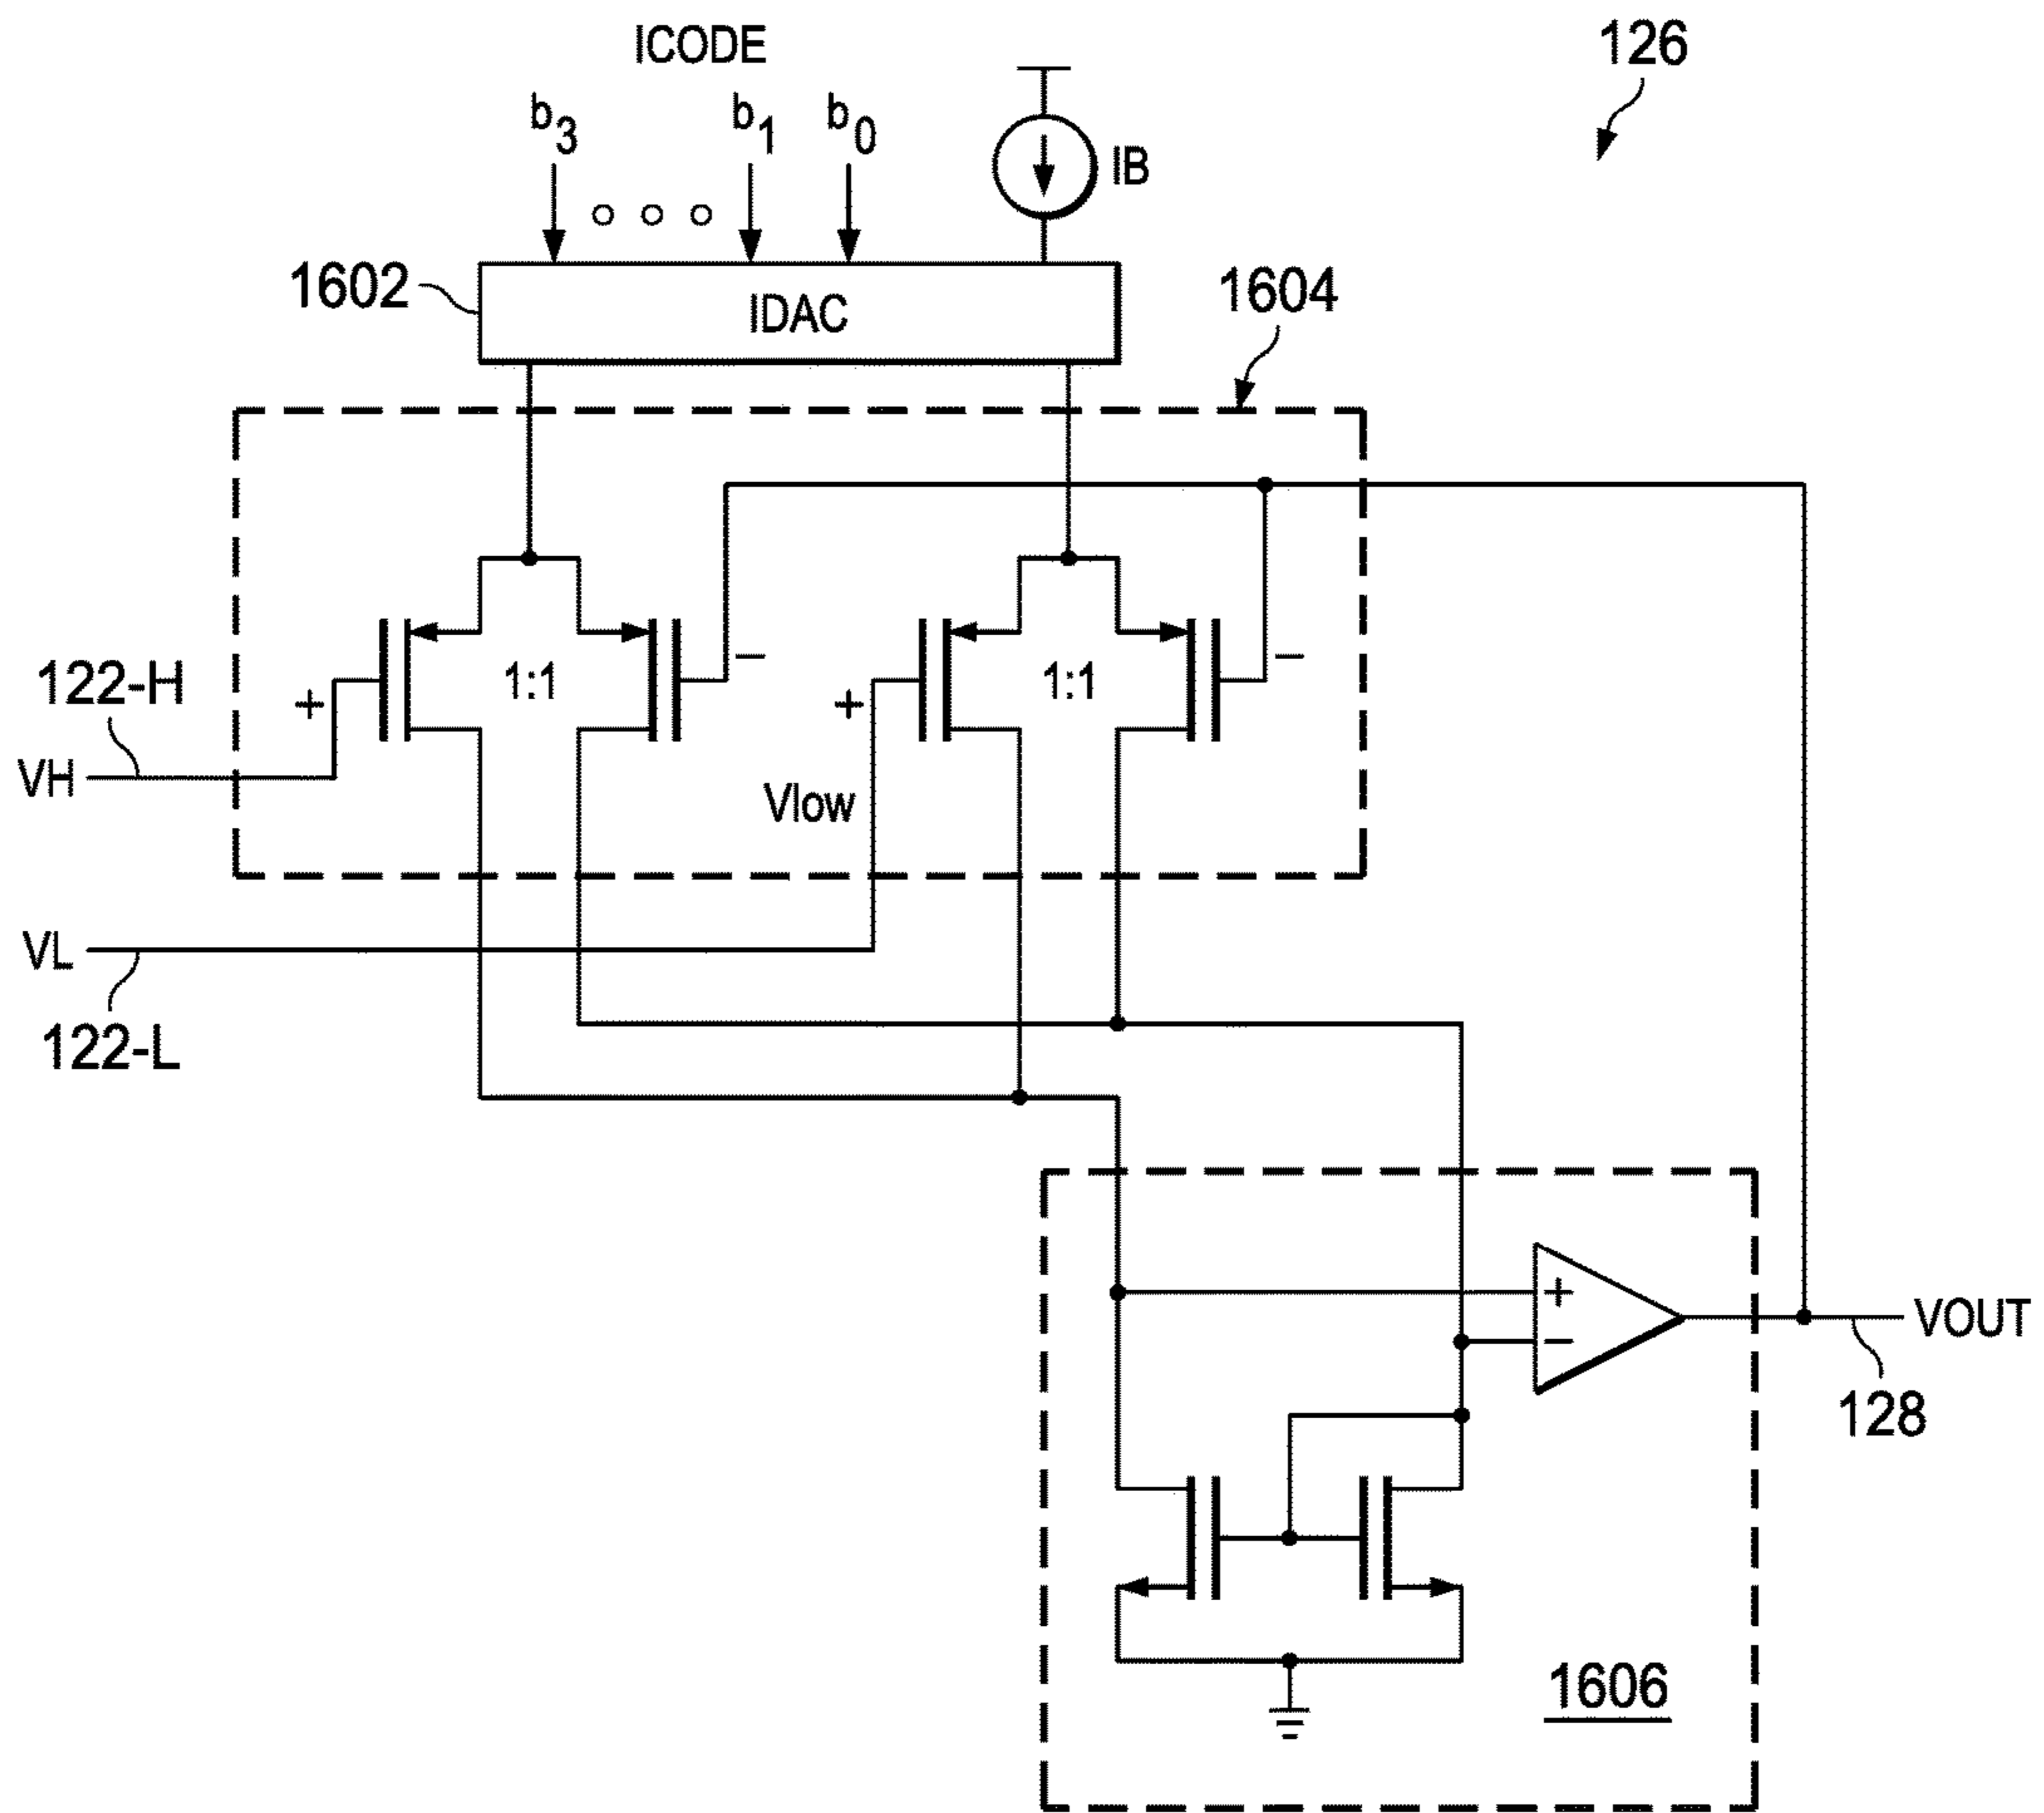 ICODE
126
b3
b1
b0
IB
1602
IDAC
1604
122-H
+
1:1
−
+
1:1
−
VH
Vlow
VL
122-L
+
−
VOUT
128
1606